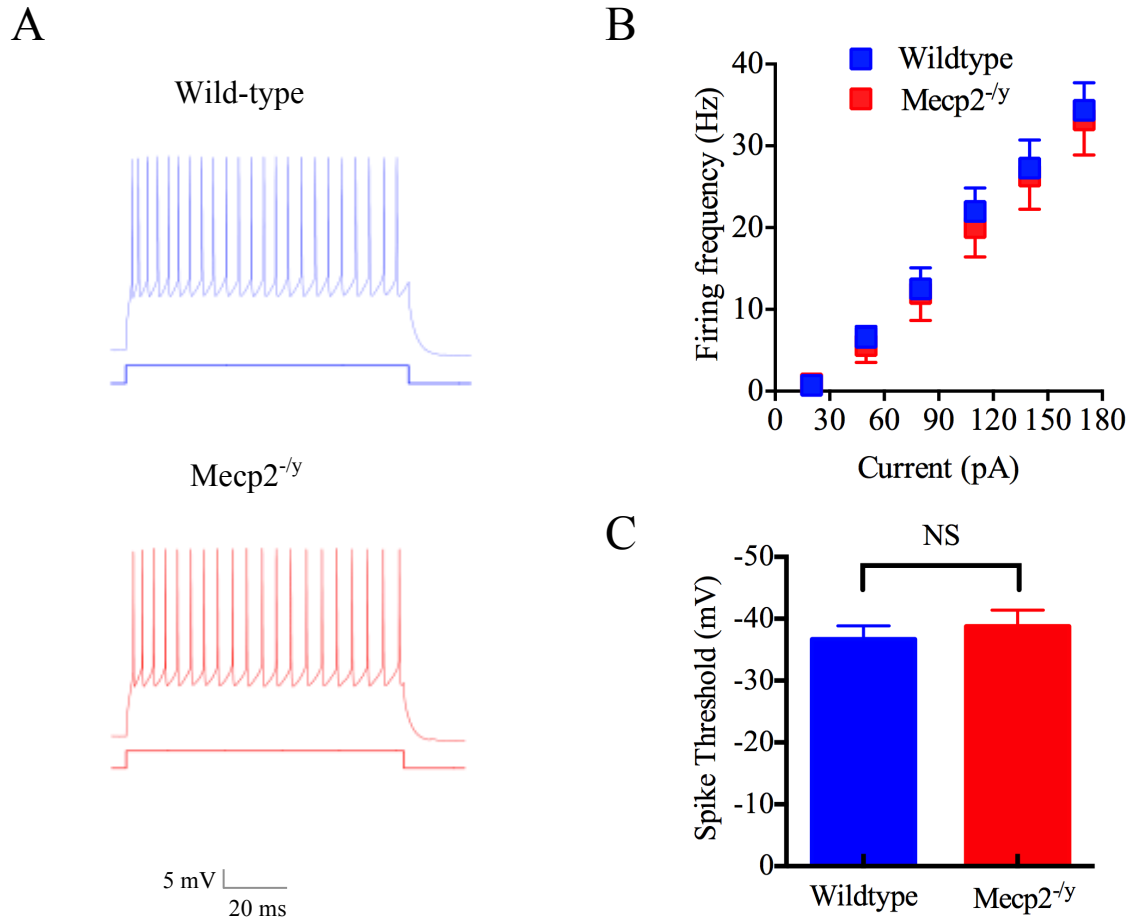 A
Wild-type
Mecp2-/y
5 mV
20 ms
B
Wildtype
Mecp2-/y
Firing frequency (Hz)
40
30
20
10
0
0 30 60 90 120 150 180
Current (pA)
C
NS
Spike Threshold (mV)
-50
-40
-30
-20
-10
0
Wildtype Mecp2-/y